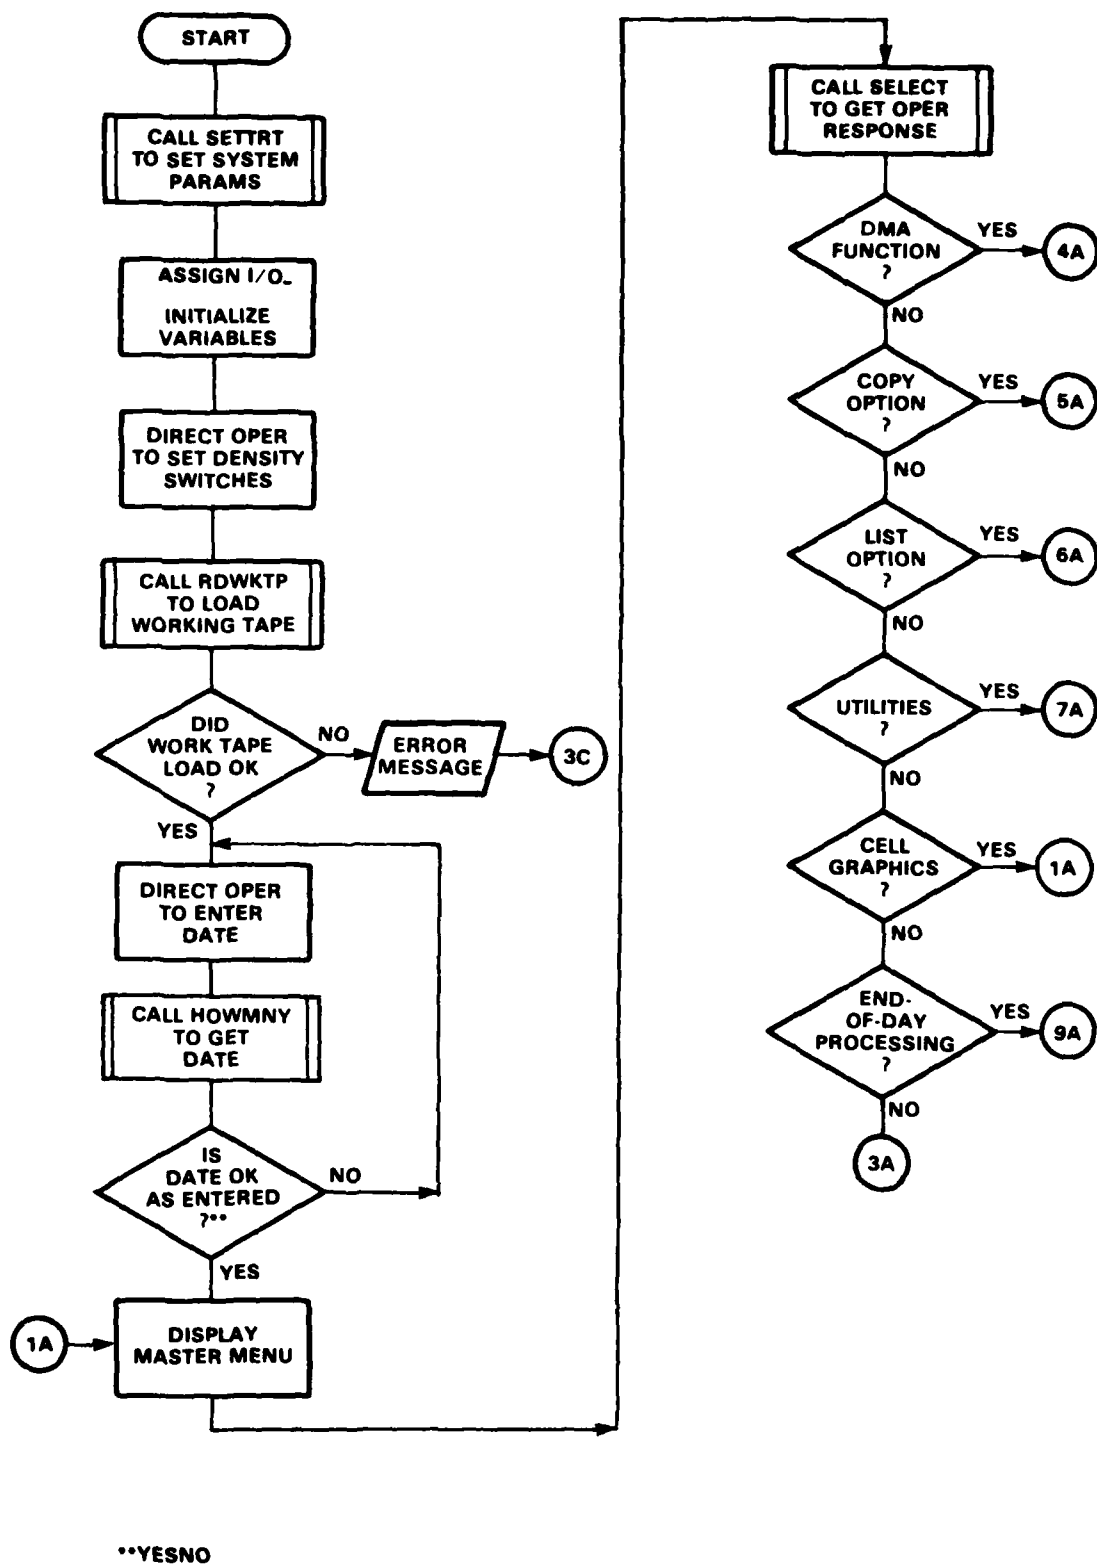 START
CALL SETTRT
TO SET SYSTEM
PARAMS
ASSIGN I/O-
INITIALIZE
VARIABLES
DIRECT OPER
TO SET DENSITY
SWITCHES
CALL RDWKTP
TO LOAD
WORKING TAPE
DID
WORK TAPE
LOAD OK
?
NO
ERROR
MESSAGE
3C
YES
DIRECT OPER
TO ENTER
DATE
CALL HOWMNY
TO GET
DATE
IS
DATE OK
AS ENTERED
?**
NO
YES
1A
DISPLAY
MASTER MENU
CALL SELECT
TO GET OPER
RESPONSE
DMA
FUNCTION
?
YES
4A
NO
COPY
OPTION
?
YES
5A
NO
LIST
OPTION
?
YES
6A
NO
UTILITIES
?
YES
7A
NO
CELL
GRAPHICS
?
YES
1A
NO
END-
OF-DAY
PROCESSING
?
YES
9A
NO
3A
**YESNO